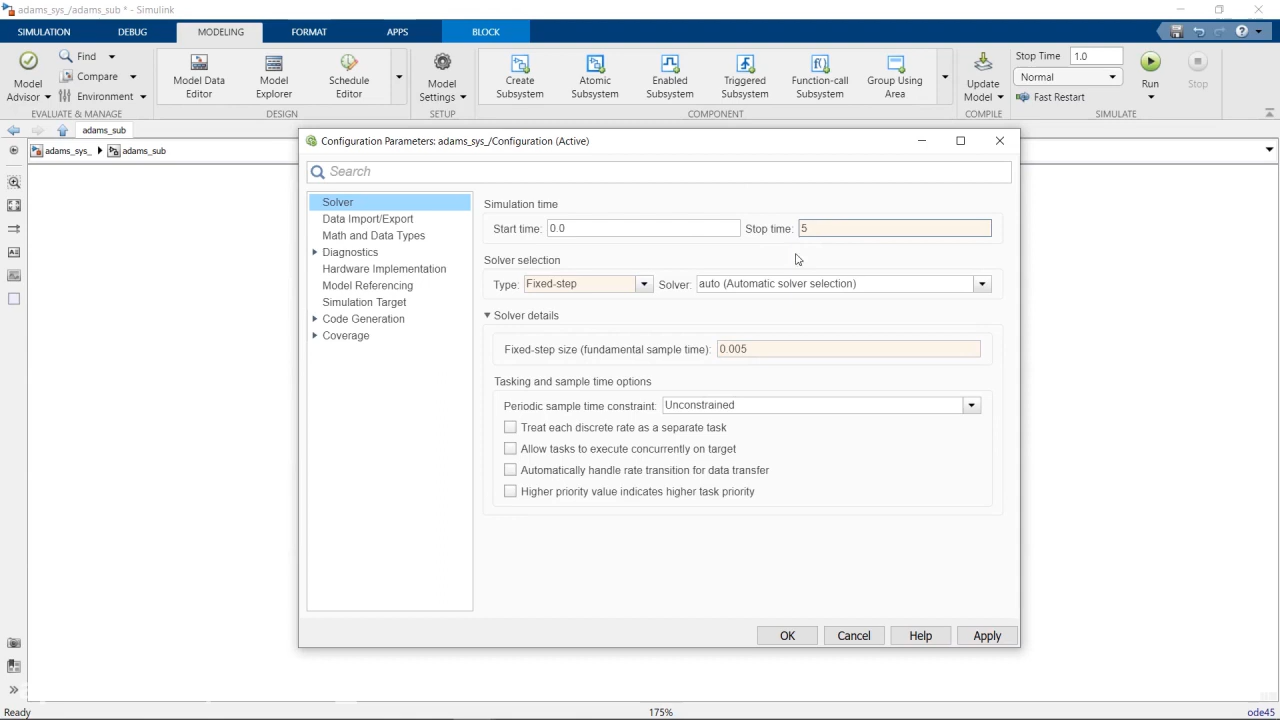 adams_sys_/adams_sub * - Simulink
SIMULATION DEBUG MODELING FORMAT APPS BLOCK
Model Advisor
Find
Compare
Environment
EVALUATE & MANAGE
Model Data Editor
Model Explorer
Schedule Editor
DESIGN
Model Settings
SETUP
Create Subsystem
Atomic Subsystem
Enabled Subsystem
Triggered Subsystem
Function-call Subsystem
Group Using Area
COMPONENT
Update Model
COMPILE
Stop Time 1.0
Normal
Fast Restart
Run
Stop
SIMULATE
adams_sub
adams_sys_ adams_sub
Configuration Parameters: adams_sys_/Configuration (Active)
Search
Solver
Data Import/Export
Math and Data Types
Diagnostics
Hardware Implementation
Model Referencing
Simulation Target
Code Generation
Coverage
Simulation time
Start time: 0.0 Stop time: 5
Solver selection
Type: Fixed-step Solver: auto (Automatic solver selection)
Solver details
Fixed-step size (fundamental sample time): 0.005
Tasking and sample time options
Periodic sample time constraint: Unconstrained
Treat each discrete rate as a separate task
Allow tasks to execute concurrently on target
Automatically handle rate transition for data transfer
Higher priority value indicates higher task priority
OK Cancel Help Apply
Ready 175% ode45